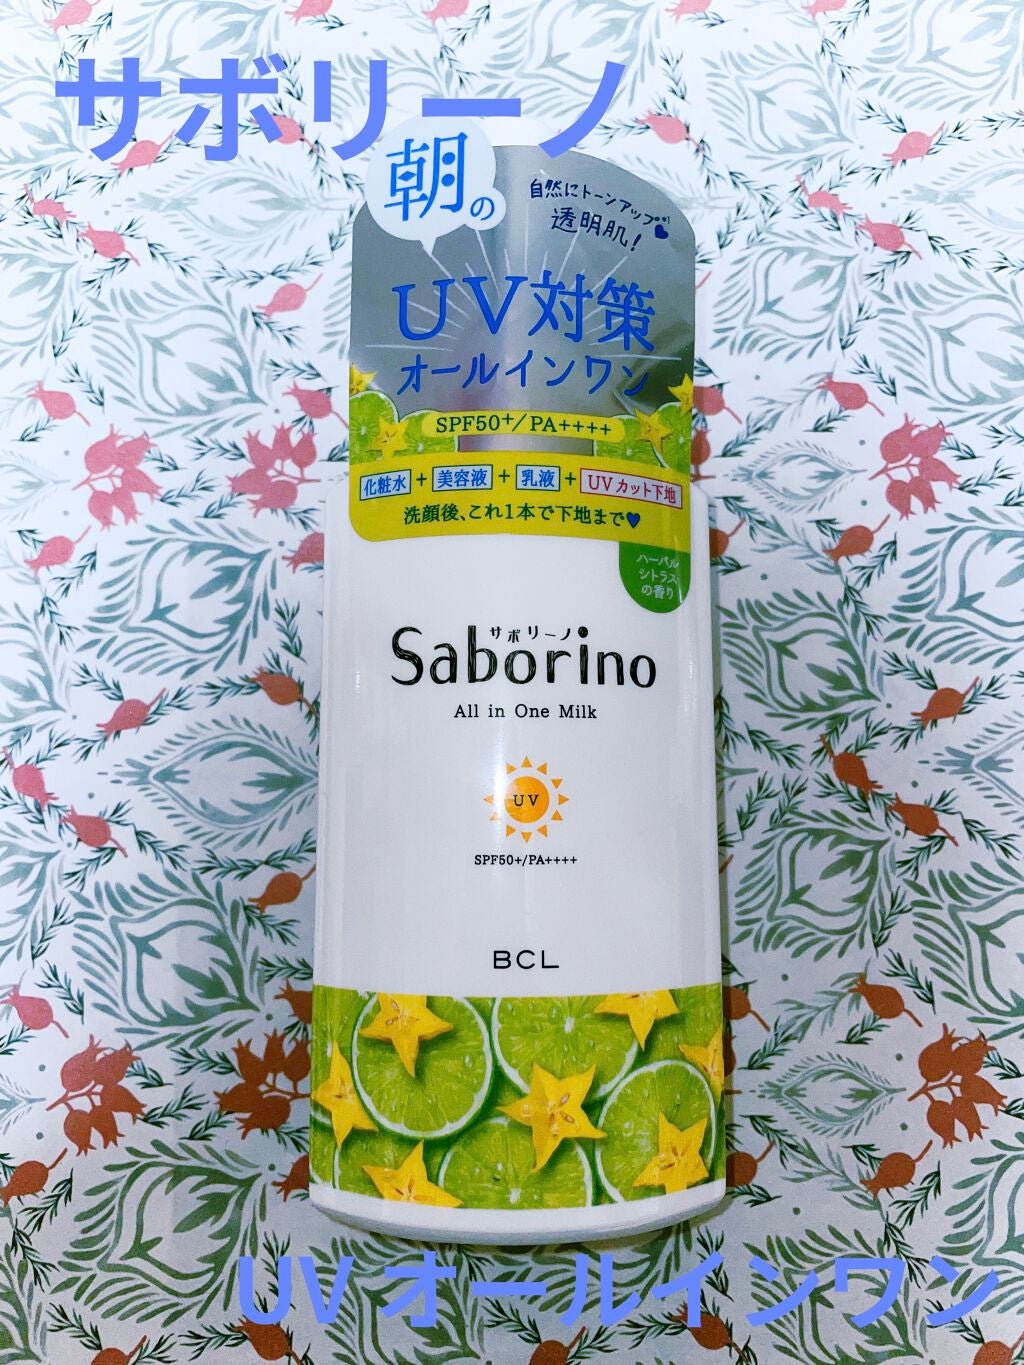 サボリーノ
朝の
自然にトーンアップ*¹
透明肌!
UV対策
オールインワン
SPF50+/PA++++
化粧水+美容液+乳液+UVカット下地
洗顔後、これ1本で下地まで♥
ハーバル
シトラス
の香り
サボリーノ
Saborino
All in One Milk
UV
SPF50+/PA++++
BCL
UV オールインワン